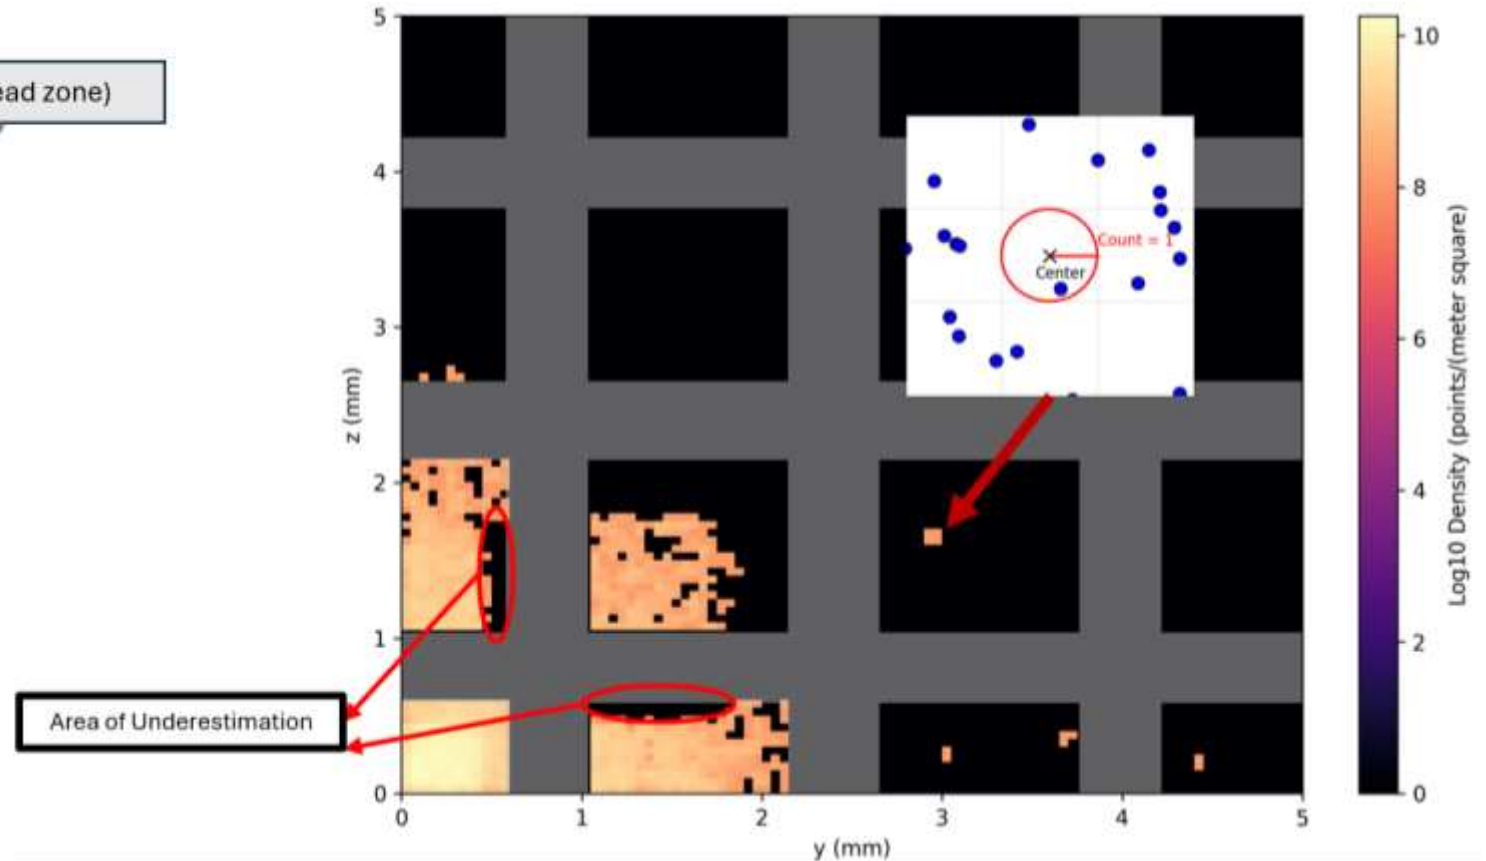 ead zone)
5
4
3
2
1
0
z (mm)
0
1
2
3
4
5
y (mm)
Count = 1
Center
Area of Underestimation
10
8
6
4
2
0
Log10 Density (points/(meter square)